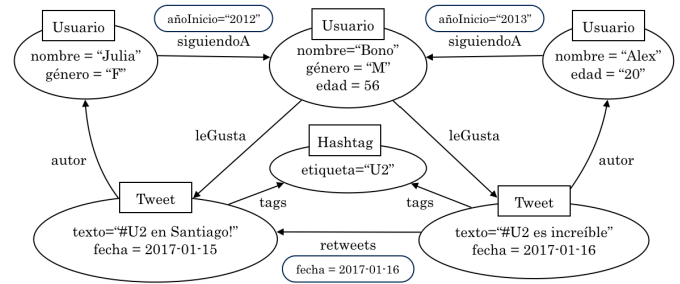 añoInicio="2012"
siguiendoA
Usuario
nombre = "Julia"
género = "F"
Usuario
nombre="Bono"
género = "M"
edad = 56
añoInicio="2013"
siguiendoA
Usuario
nombre = "Alex"
edad = "20"
autor
leGusta
Hashtag
etiqueta="U2"
leGusta
autor
Tweet
texto="#U2 en Santiago!"
fecha = 2017-01-15
tags
tags
Tweet
texto="#U2 es increíble"
fecha = 2017-01-16
retweets
fecha = 2017-01-16